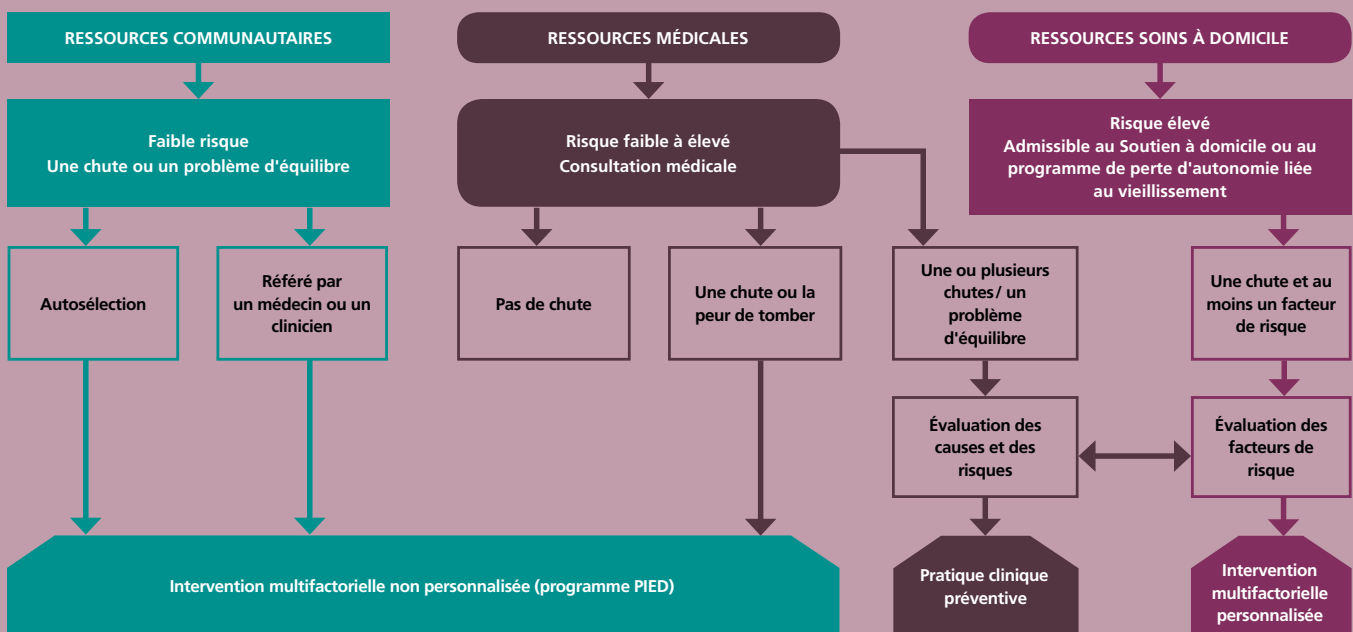 RESSOURCES COMMUNAUTAIRES
RESSOURCES MÉDICALES
RESSOURCES SOINS À DOMICILE
Faible risque
Une chute ou un problème d'équilibre
Risque faible à élevé
Consultation médicale
Risque élevé
Admissible au Soutien à domicile ou au
programme de perte d'autonomie liée
au vieillissement
Autosélection
Référé par
un médecin ou un
clinicien
Pas de chute
Une chute ou la
peur de tomber
Une ou plusieurs
chutes/ un
problème
d'équilibre
Une chute et au
moins un facteur
de risque
Évaluation des
causes et des
risques
Évaluation des
facteurs de
risque
Intervention multifactorielle non personnalisée (programme PIED)
Pratique clinique
préventive
Intervention
multifactorielle
personnalisée